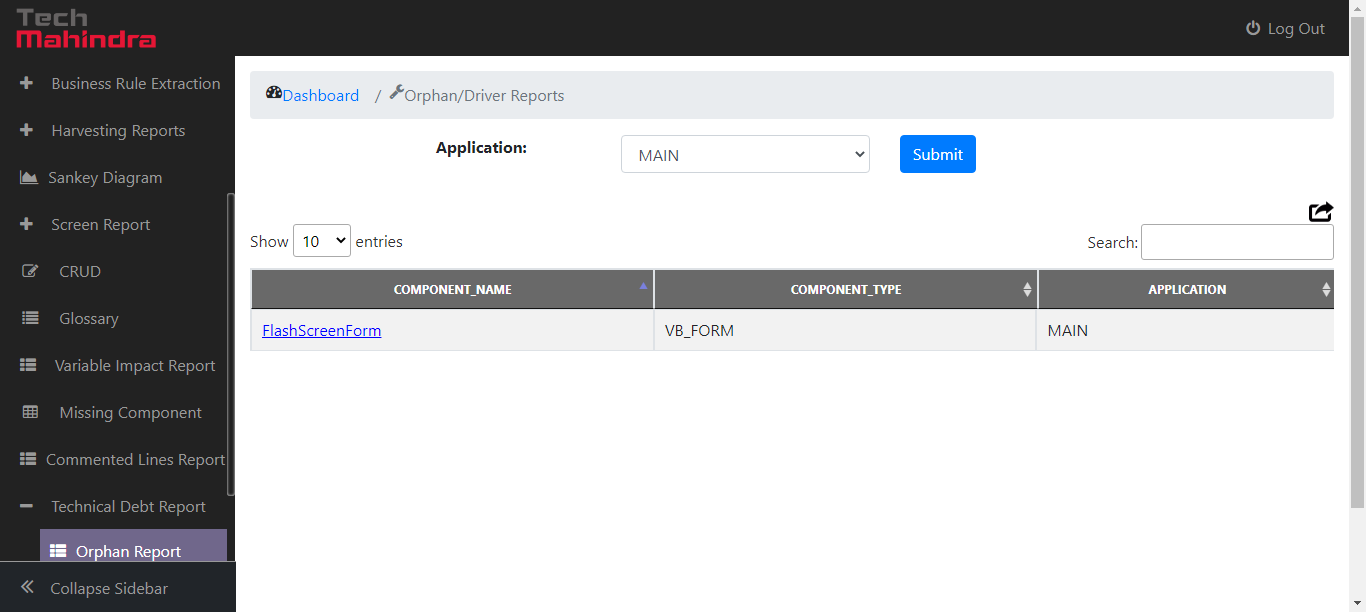 Tech
Mahindra
Log Out
Business Rule Extraction
Harvesting Reports
Sankey Diagram
Screen Report
CRUD
Glossary
Variable Impact Report
Missing Component
Commented Lines Report
Technical Debt Report
Orphan Report
Collapse Sidebar
Dashboard / Orphan/Driver Reports
Application: MAIN Submit
Show 10 entries Search:
COMPONENT_NAME COMPONENT_TYPE APPLICATION
FlashScreenForm VB_FORM MAIN